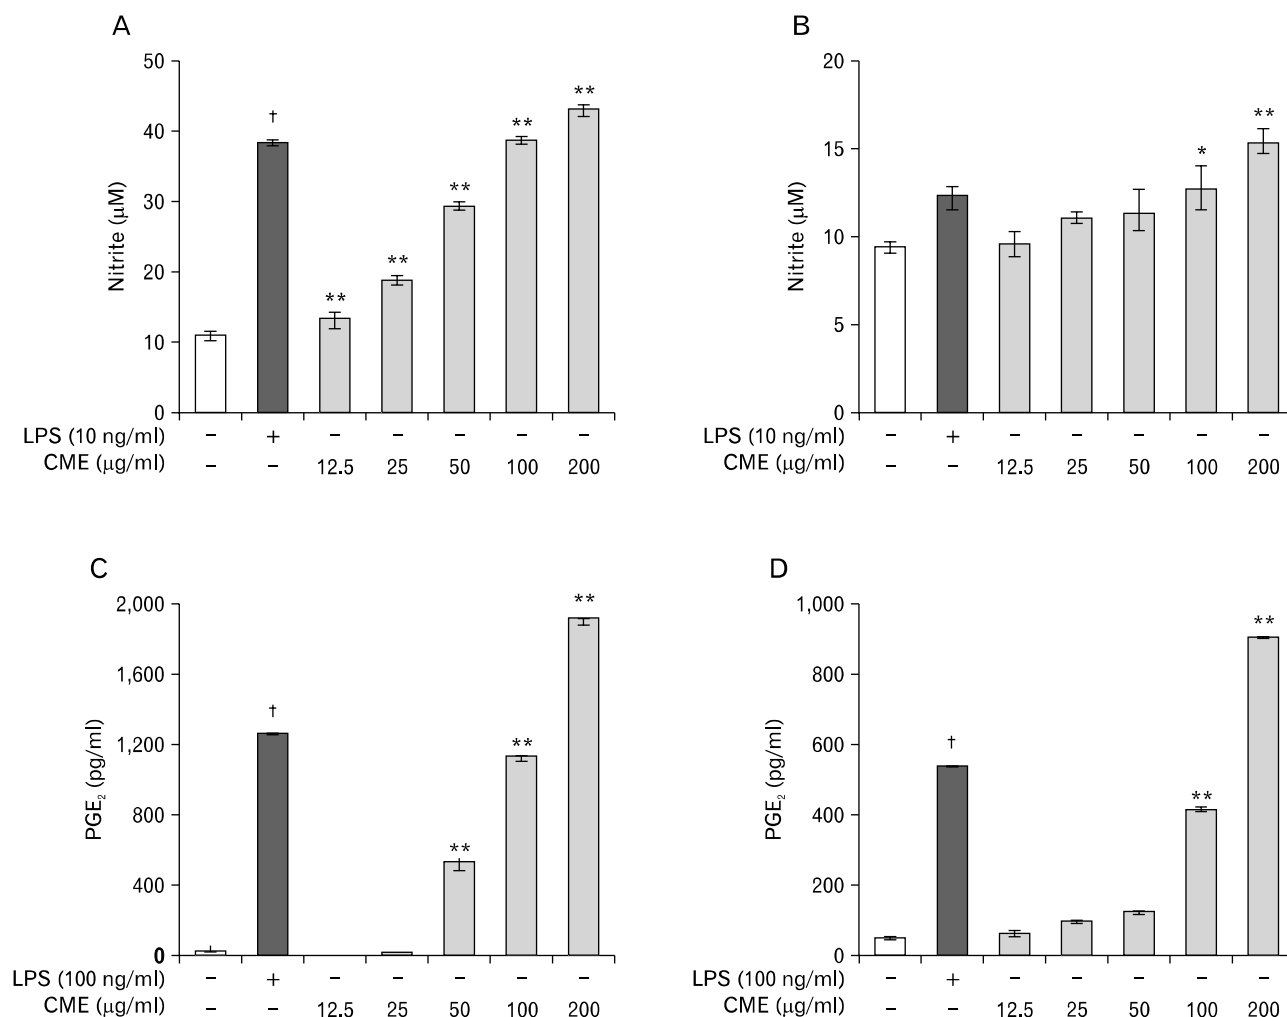 A
50
40
30
20
10
0
Nitrite (μM)
†
**
**
**
**
**
LPS (10 ng/ml) − + − − − − −
CME (μg/ml) − − 12.5 25 50 100 200
B
20
15
10
5
0
Nitrite (μM)
*
**
LPS (10 ng/ml) − + − − − − −
CME (μg/ml) − − 12.5 25 50 100 200
C
2,000
1,600
1,200
800
400
0
PGE₂ (pg/ml)
†
**
**
**
LPS (100 ng/ml) − + − − − − −
CME (μg/ml) − − 12.5 25 50 100 200
D
1,000
800
600
400
200
0
PGE₂ (pg/ml)
†
**
**
LPS (100 ng/ml) − + − − − − −
CME (μg/ml) − − 12.5 25 50 100 200